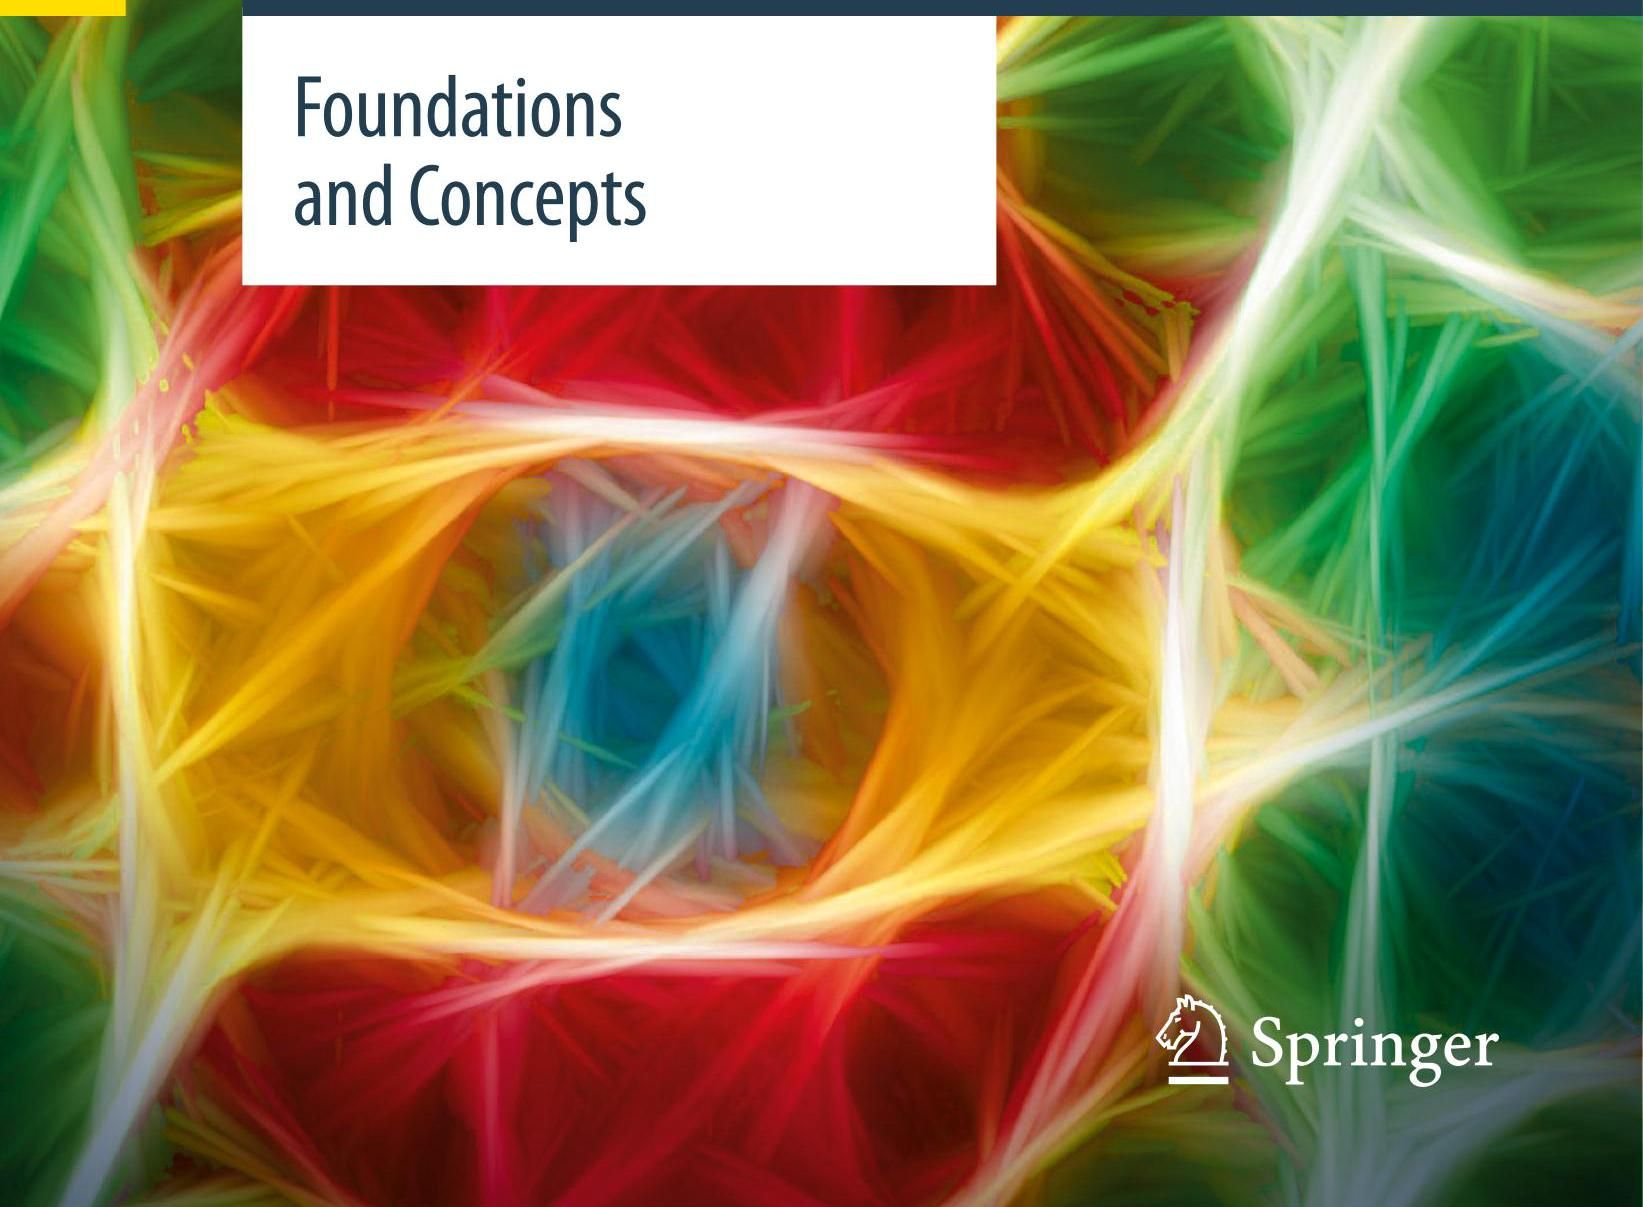 Foundations
and Concepts
Springer